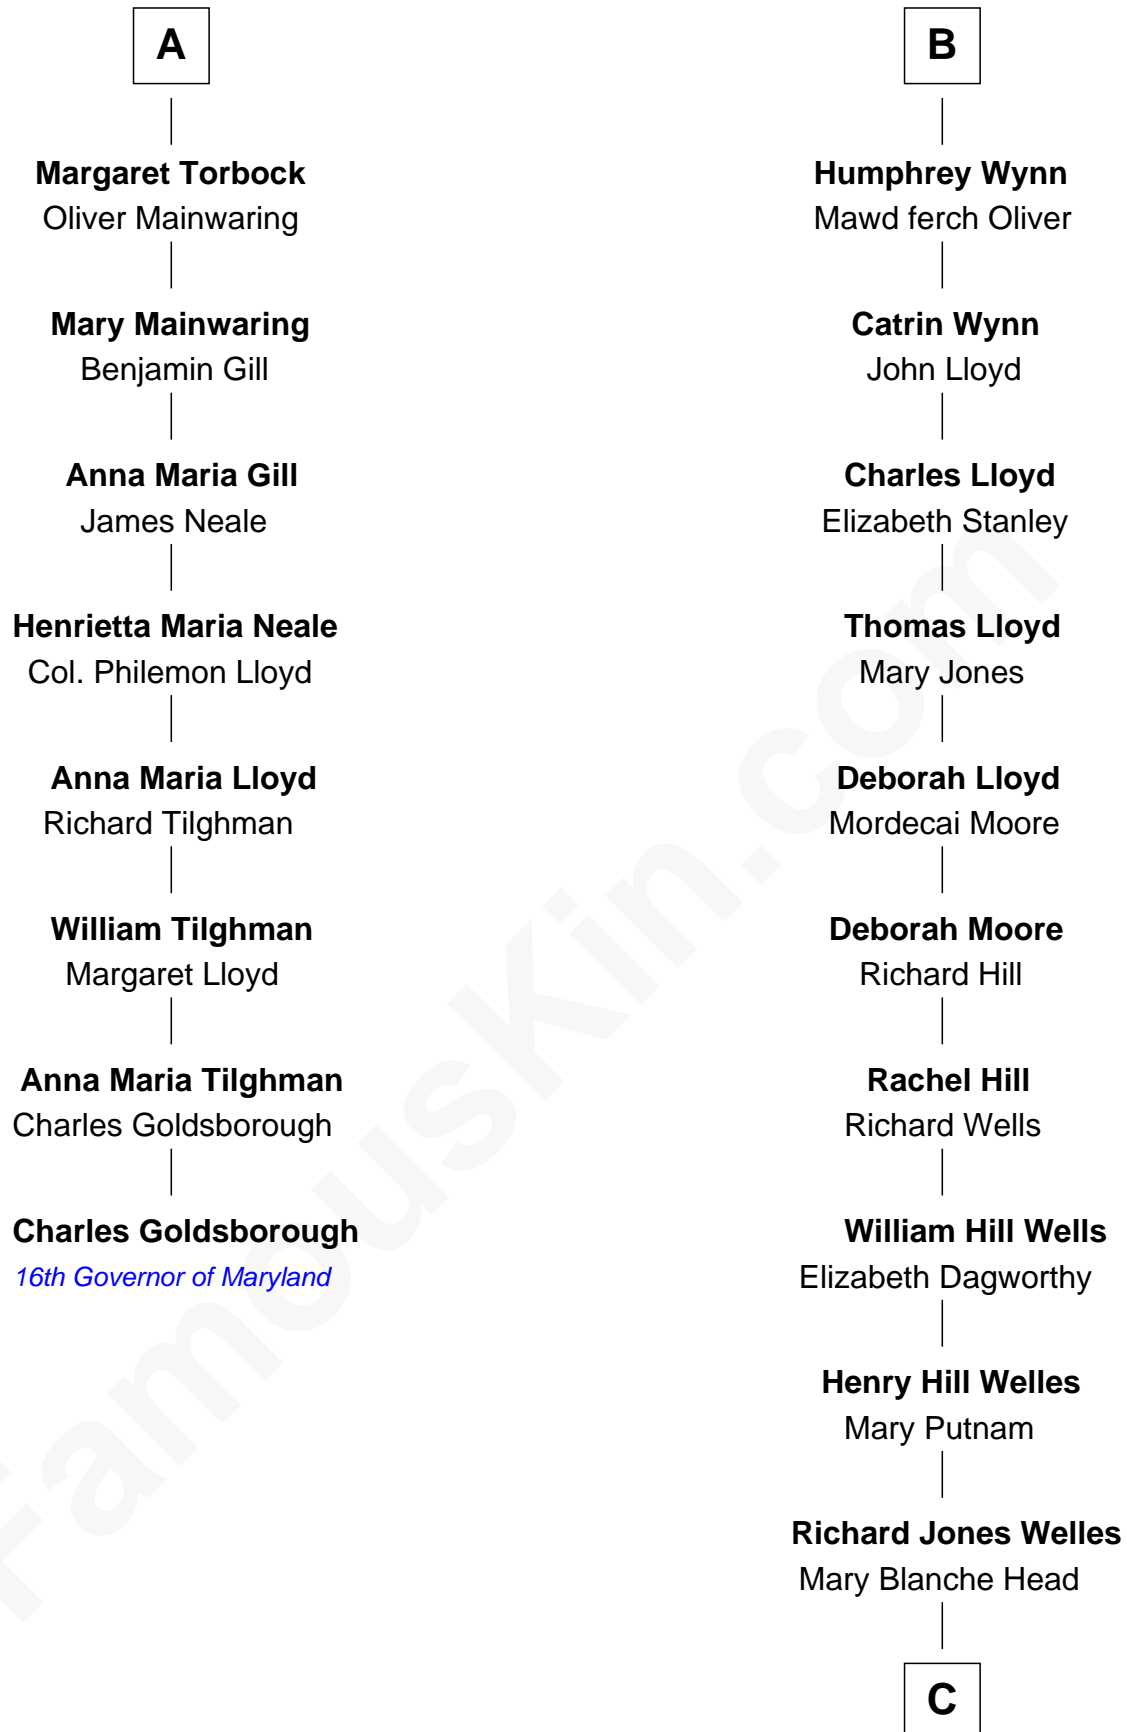 A
Margaret Torbock
Oliver Mainwaring
Mary Mainwaring
Benjamin Gill
Anna Maria Gill
James Neale
Henrietta Maria Neale
Col. Philemon Lloyd
Anna Maria Lloyd
Richard Tilghman
William Tilghman
Margaret Lloyd
Anna Maria Tilghman
Charles Goldsborough
Charles Goldsborough
16th Governor of Maryland
B
Humphrey Wynn
Mawd ferch Oliver
Catrin Wynn
John Lloyd
Charles Lloyd
Elizabeth Stanley
Thomas Lloyd
Mary Jones
Deborah Lloyd
Mordecai Moore
Deborah Moore
Richard Hill
Rachel Hill
Richard Wells
William Hill Wells
Elizabeth Dagworthy
Henry Hill Welles
Mary Putnam
Richard Jones Welles
Mary Blanche Head
C
FamousKin.com